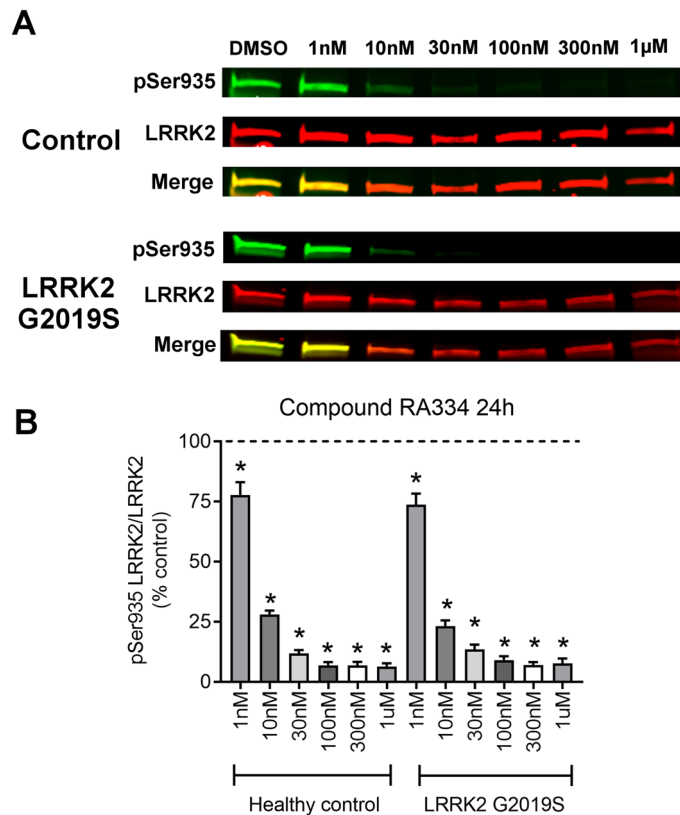 A
DMSO 1nM 10nM 30nM 100nM 300nM 1µM
pSer935
Control LRRK2
Merge
pSer935
LRRK2 G2019S LRRK2
Merge
B
Compound RA334 24h
pSer935 LRRK2/LRRK2
(% control)
100
75
50
25
0
* * * * * * * * * * * *
1nM 10nM 30nM 100nM 300nM 1uM 1nM 10nM 30nM 100nM 300nM 1uM
Healthy control LRRK2 G2019S